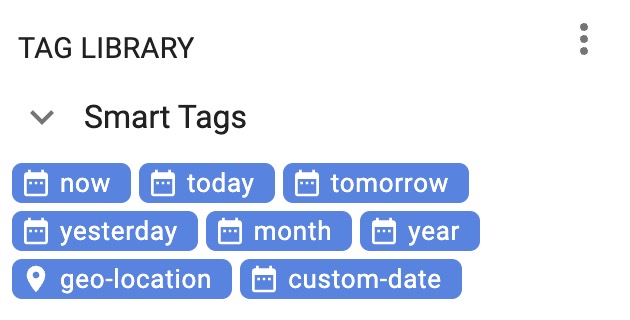 TAG LIBRARY
Smart Tags
now today tomorrow
yesterday month year
geo-location custom-date